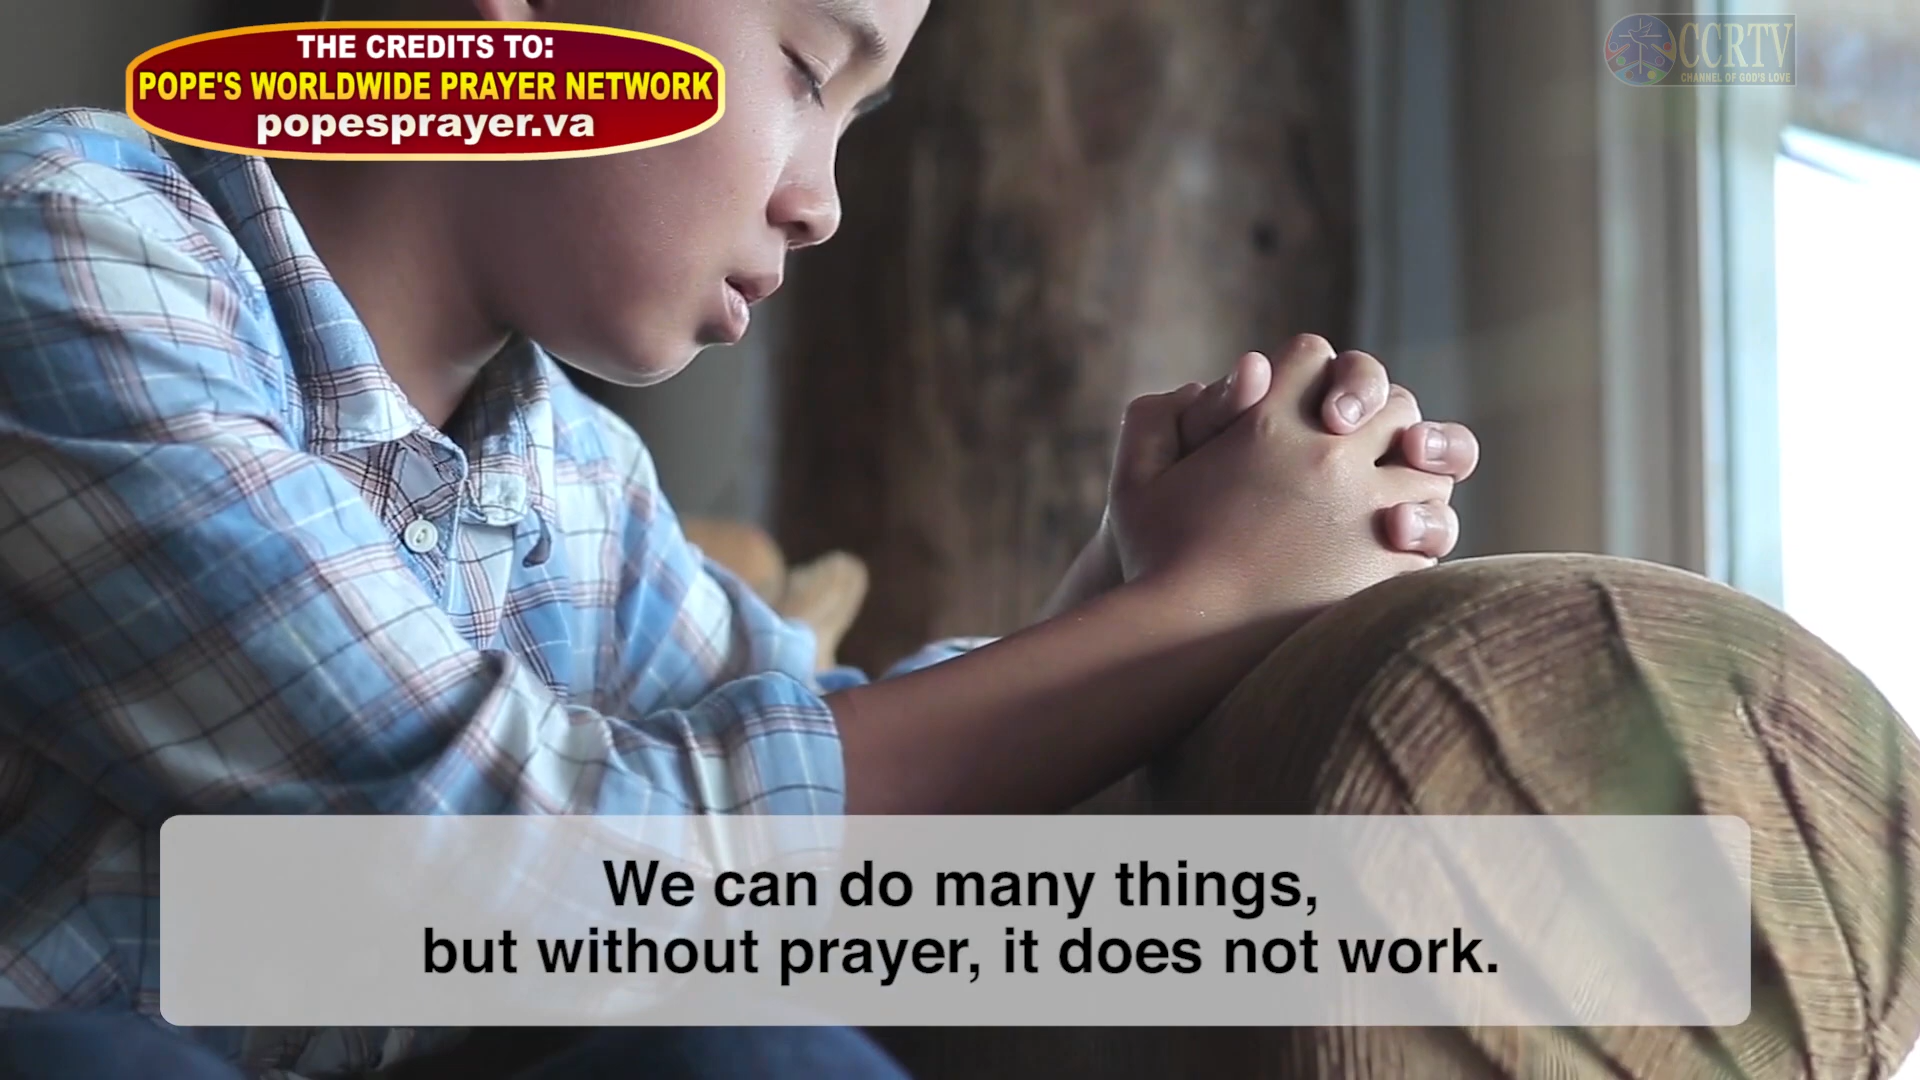 THE CREDITS TO:
POPE'S WORLDWIDE PRAYER NETWORK
popesprayer.va
CCRTV
CHANNEL OF GOD'S LOVE
We can do many things,
but without prayer, it does not work.